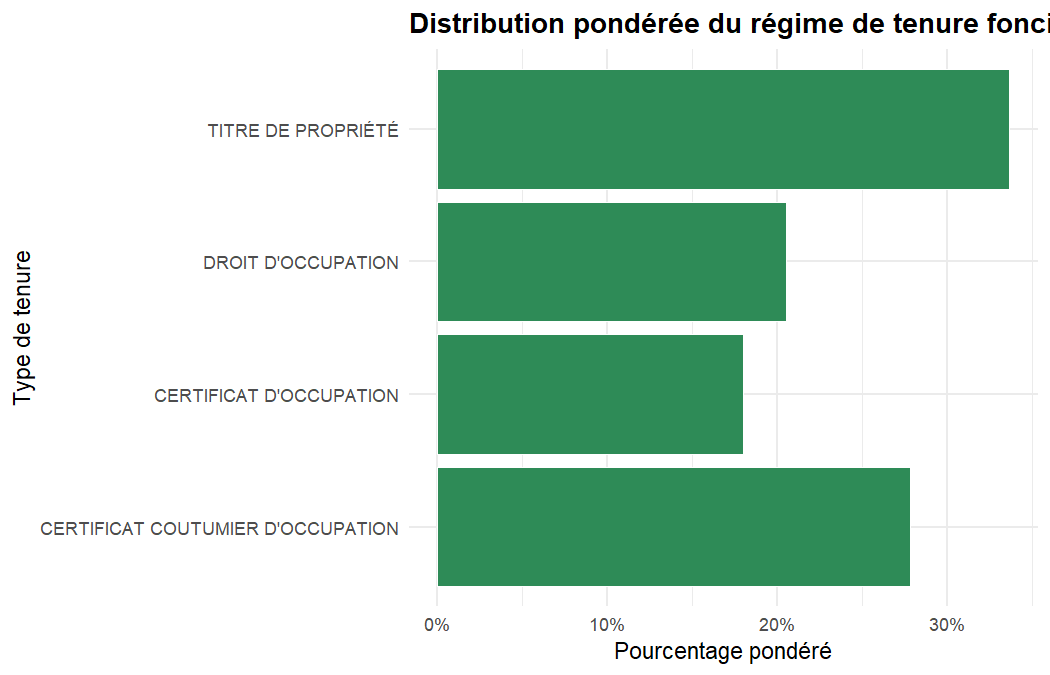 Distribution pondérée du régime de tenure fonci
TITRE DE PROPRIÉTÉ
DROIT D'OCCUPATION
CERTIFICAT D'OCCUPATION
CERTIFICAT COUTUMIER D'OCCUPATION
Type de tenure
0% 10% 20% 30%
Pourcentage pondéré